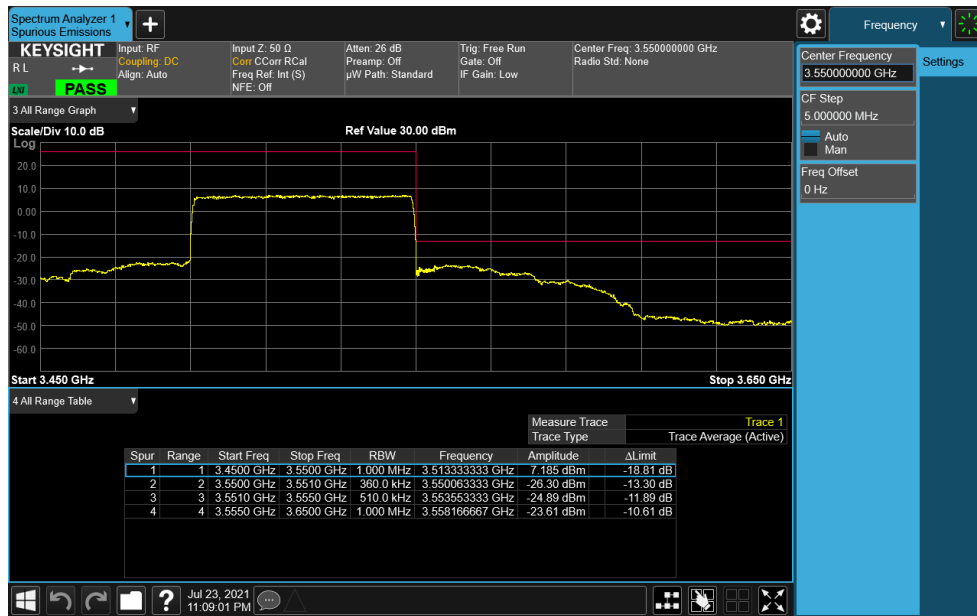 Spectrum Analyzer 1
Spurious Emissions
Frequency
KEYSIGHT
R L
LXI
PASS
Input: RF
Coupling: DC
Align: Auto
Input Z: 50 Ω
Corr CCorr RCal
Freq Ref: Int (S)
NFE: Off
Atten: 26 dB
Preamp: Off
µW Path: Standard
Trig: Free Run
Gate: Off
IF Gain: Low
Center Freq: 3.550000000 GHz
Radio Std: None
Center Frequency
3.550000000 GHz
Settings
CF Step
5.000000 MHz
Auto
Man
Freq Offset
0 Hz
3 All Range Graph
Scale/Div 10.0 dB
Ref Value 30.00 dBm
Log
20.0
10.0
0.00
-10.0
-20.0
-30.0
-40.0
-50.0
-60.0
Start 3.450 GHz
Stop 3.650 GHz
4 All Range Table
Measure Trace Trace 1
Trace Type Trace Average (Active)
Spur Range Start Freq Stop Freq RBW Frequency Amplitude ΔLimit
1 1 3.4500 GHz 3.5500 GHz 1.000 MHz 3.513333333 GHz 7.185 dBm -18.81 dB
2 2 3.5500 GHz 3.5510 GHz 360.0 kHz 3.550063333 GHz -26.30 dBm -13.30 dB
3 3 3.5510 GHz 3.5550 GHz 510.0 kHz 3.553553333 GHz -24.89 dBm -11.89 dB
4 4 3.5550 GHz 3.6500 GHz 1.000 MHz 3.558166667 GHz -23.61 dBm -10.61 dB
Jul 23, 2021
11:09:01 PM